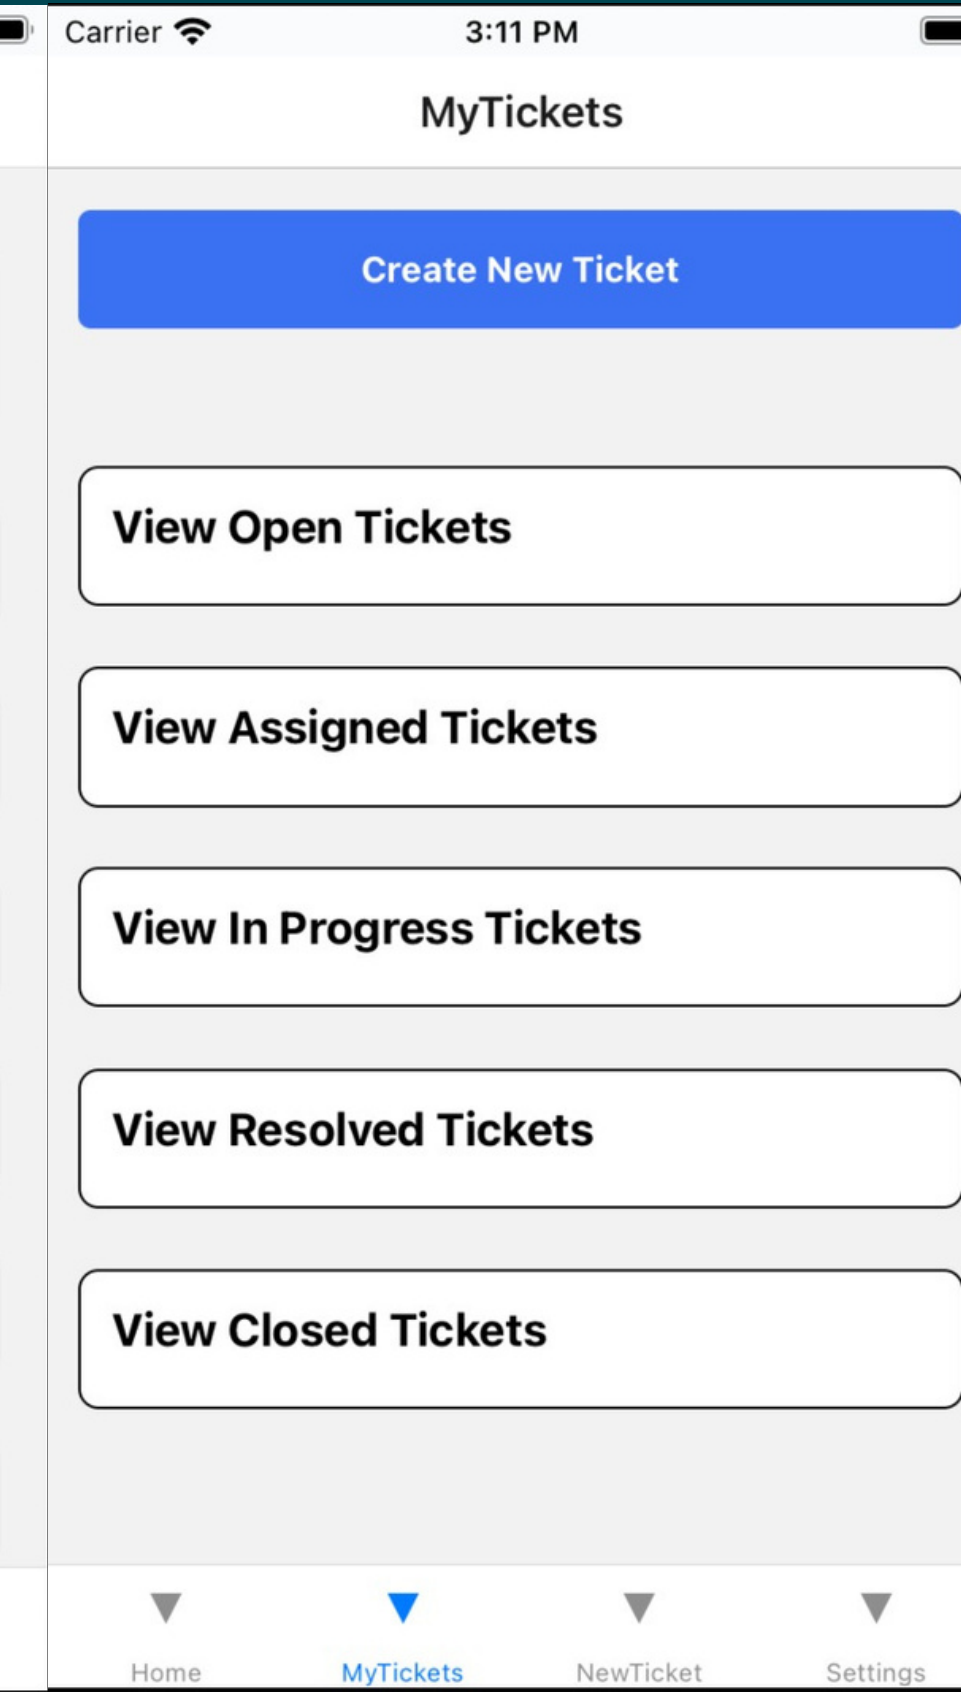 Carrier 3:11 PM
MyTickets
Create New Ticket
View Open Tickets
View Assigned Tickets
View In Progress Tickets
View Resolved Tickets
View Closed Tickets
Home MyTickets NewTicket Settings